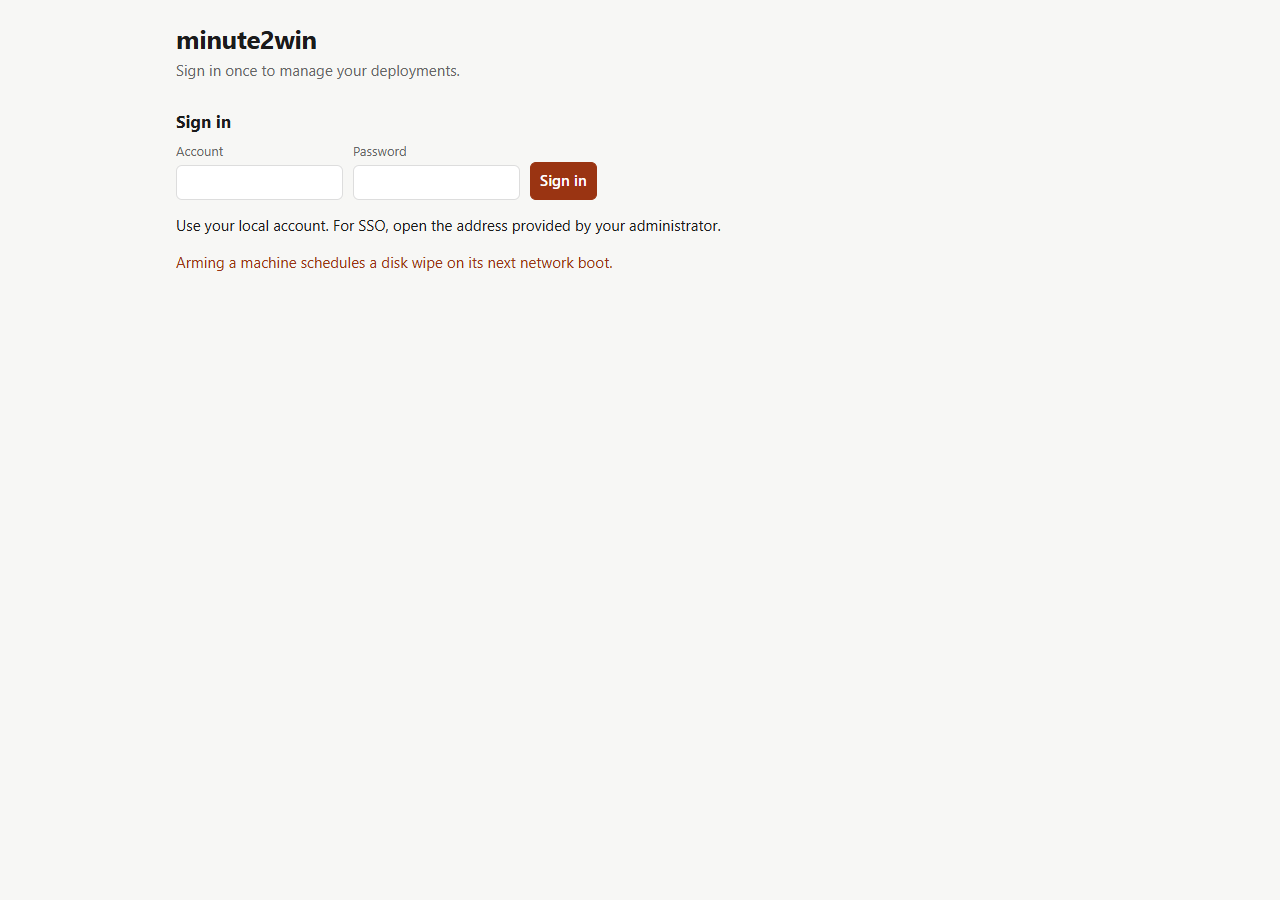 minute2win
Sign in once to manage your deployments.
Sign in
Account
Password
Sign in
Use your local account. For SSO, open the address provided by your administrator.
Arming a machine schedules a disk wipe on its next network boot.